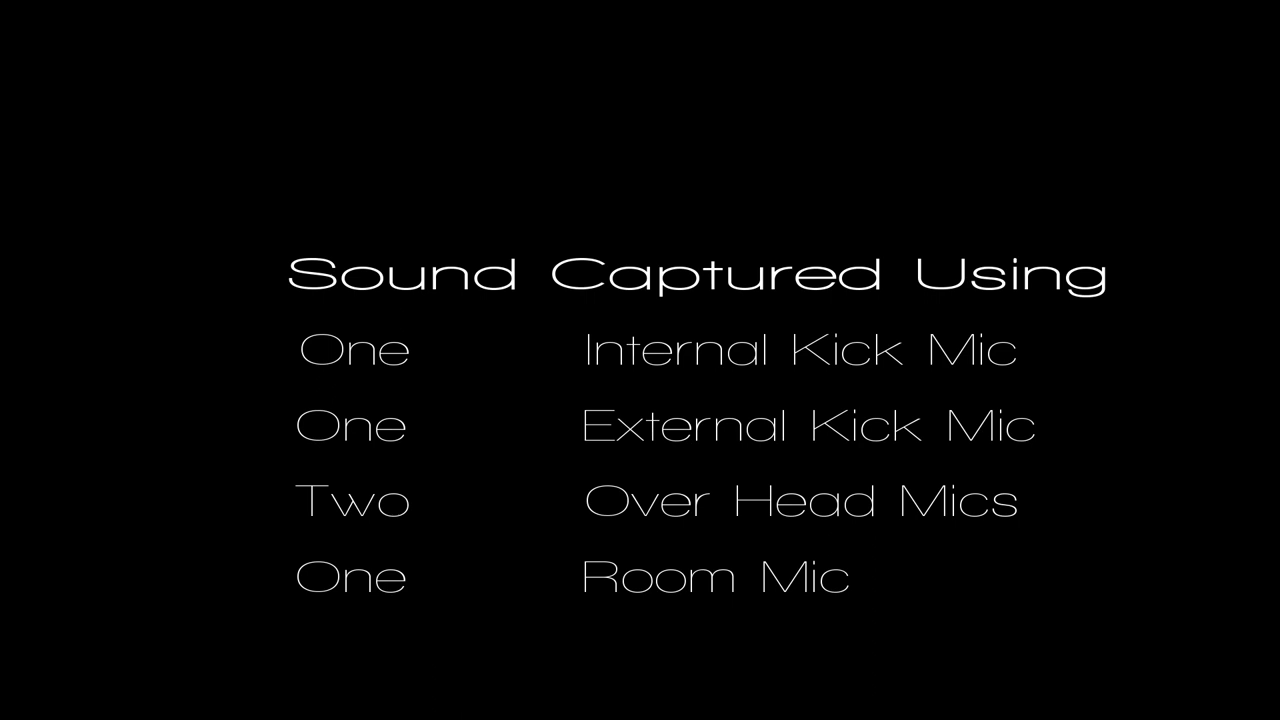 Sound Captured Using
One Internal Kick Mic
One External Kick Mic
Two Over Head Mics
One Room Mic